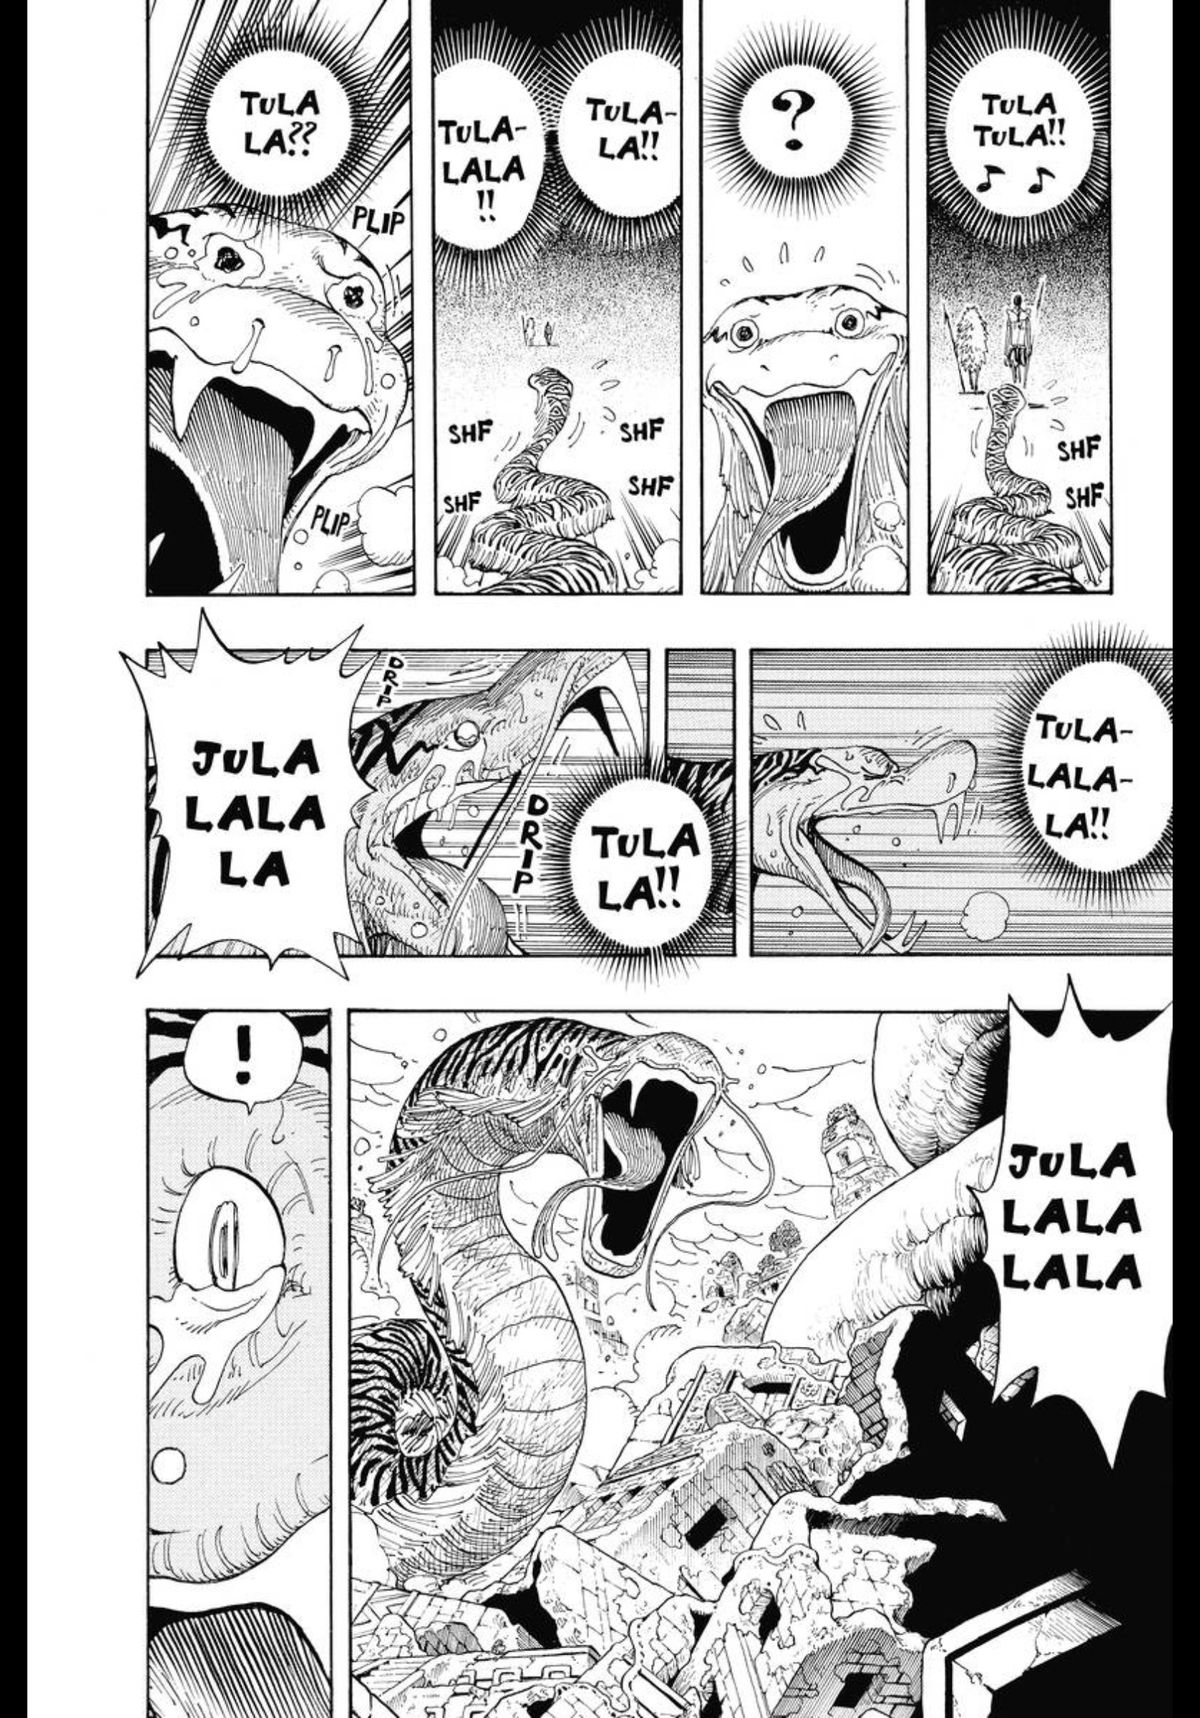 TULA
TULA!!
♪ ♪
SHF
SHF
?
TULA-
LA!!
TULA-
LALA
!!
SHF
SHF
SHF
SHF
TULA
LA??
PLIP
PLIP
TULA-
LALA-
LA!!
TULA
LA!!
DRIP
DRIP
JULA
LALA
LA
JULA
LALA
LALA
!